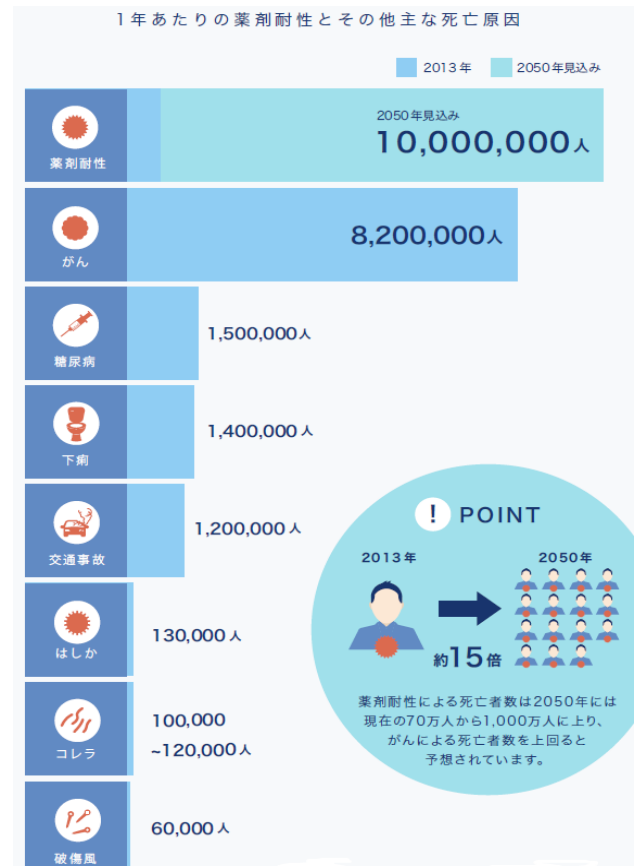 1年あたりの薬剤耐性とその他主な死亡原因
2013年 2050年見込み
薬剤耐性
2050年見込み
10,000,000人
がん
8,200,000人
糖尿病
1,500,000人
下痢
1,400,000人
交通事故
1,200,000人
はしか
130,000人
コレラ
100,000
~120,000人
破傷風
60,000人
! POINT
2013年
2050年
約15倍
薬剤耐性による死亡者数は2050年には
現在の70万人から1,000万人に上り、
がんによる死亡者数を上回ると
予想されています。